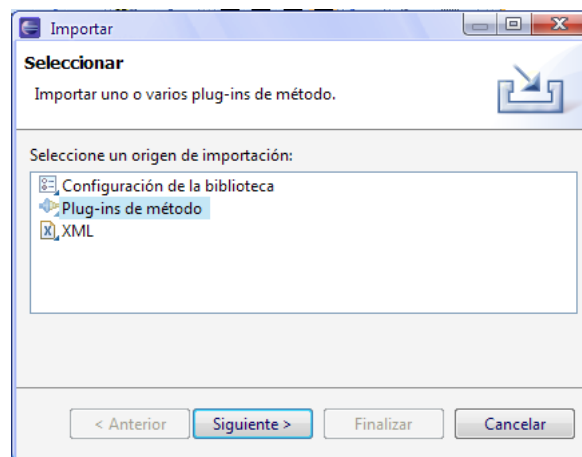 Importar
Seleccionar
Importar uno o varios plug-ins de método.
Seleccione un origen de importación:
Configuración de la biblioteca
Plug-ins de método
XML
< Anterior
Siguiente >
Finalizar
Cancelar